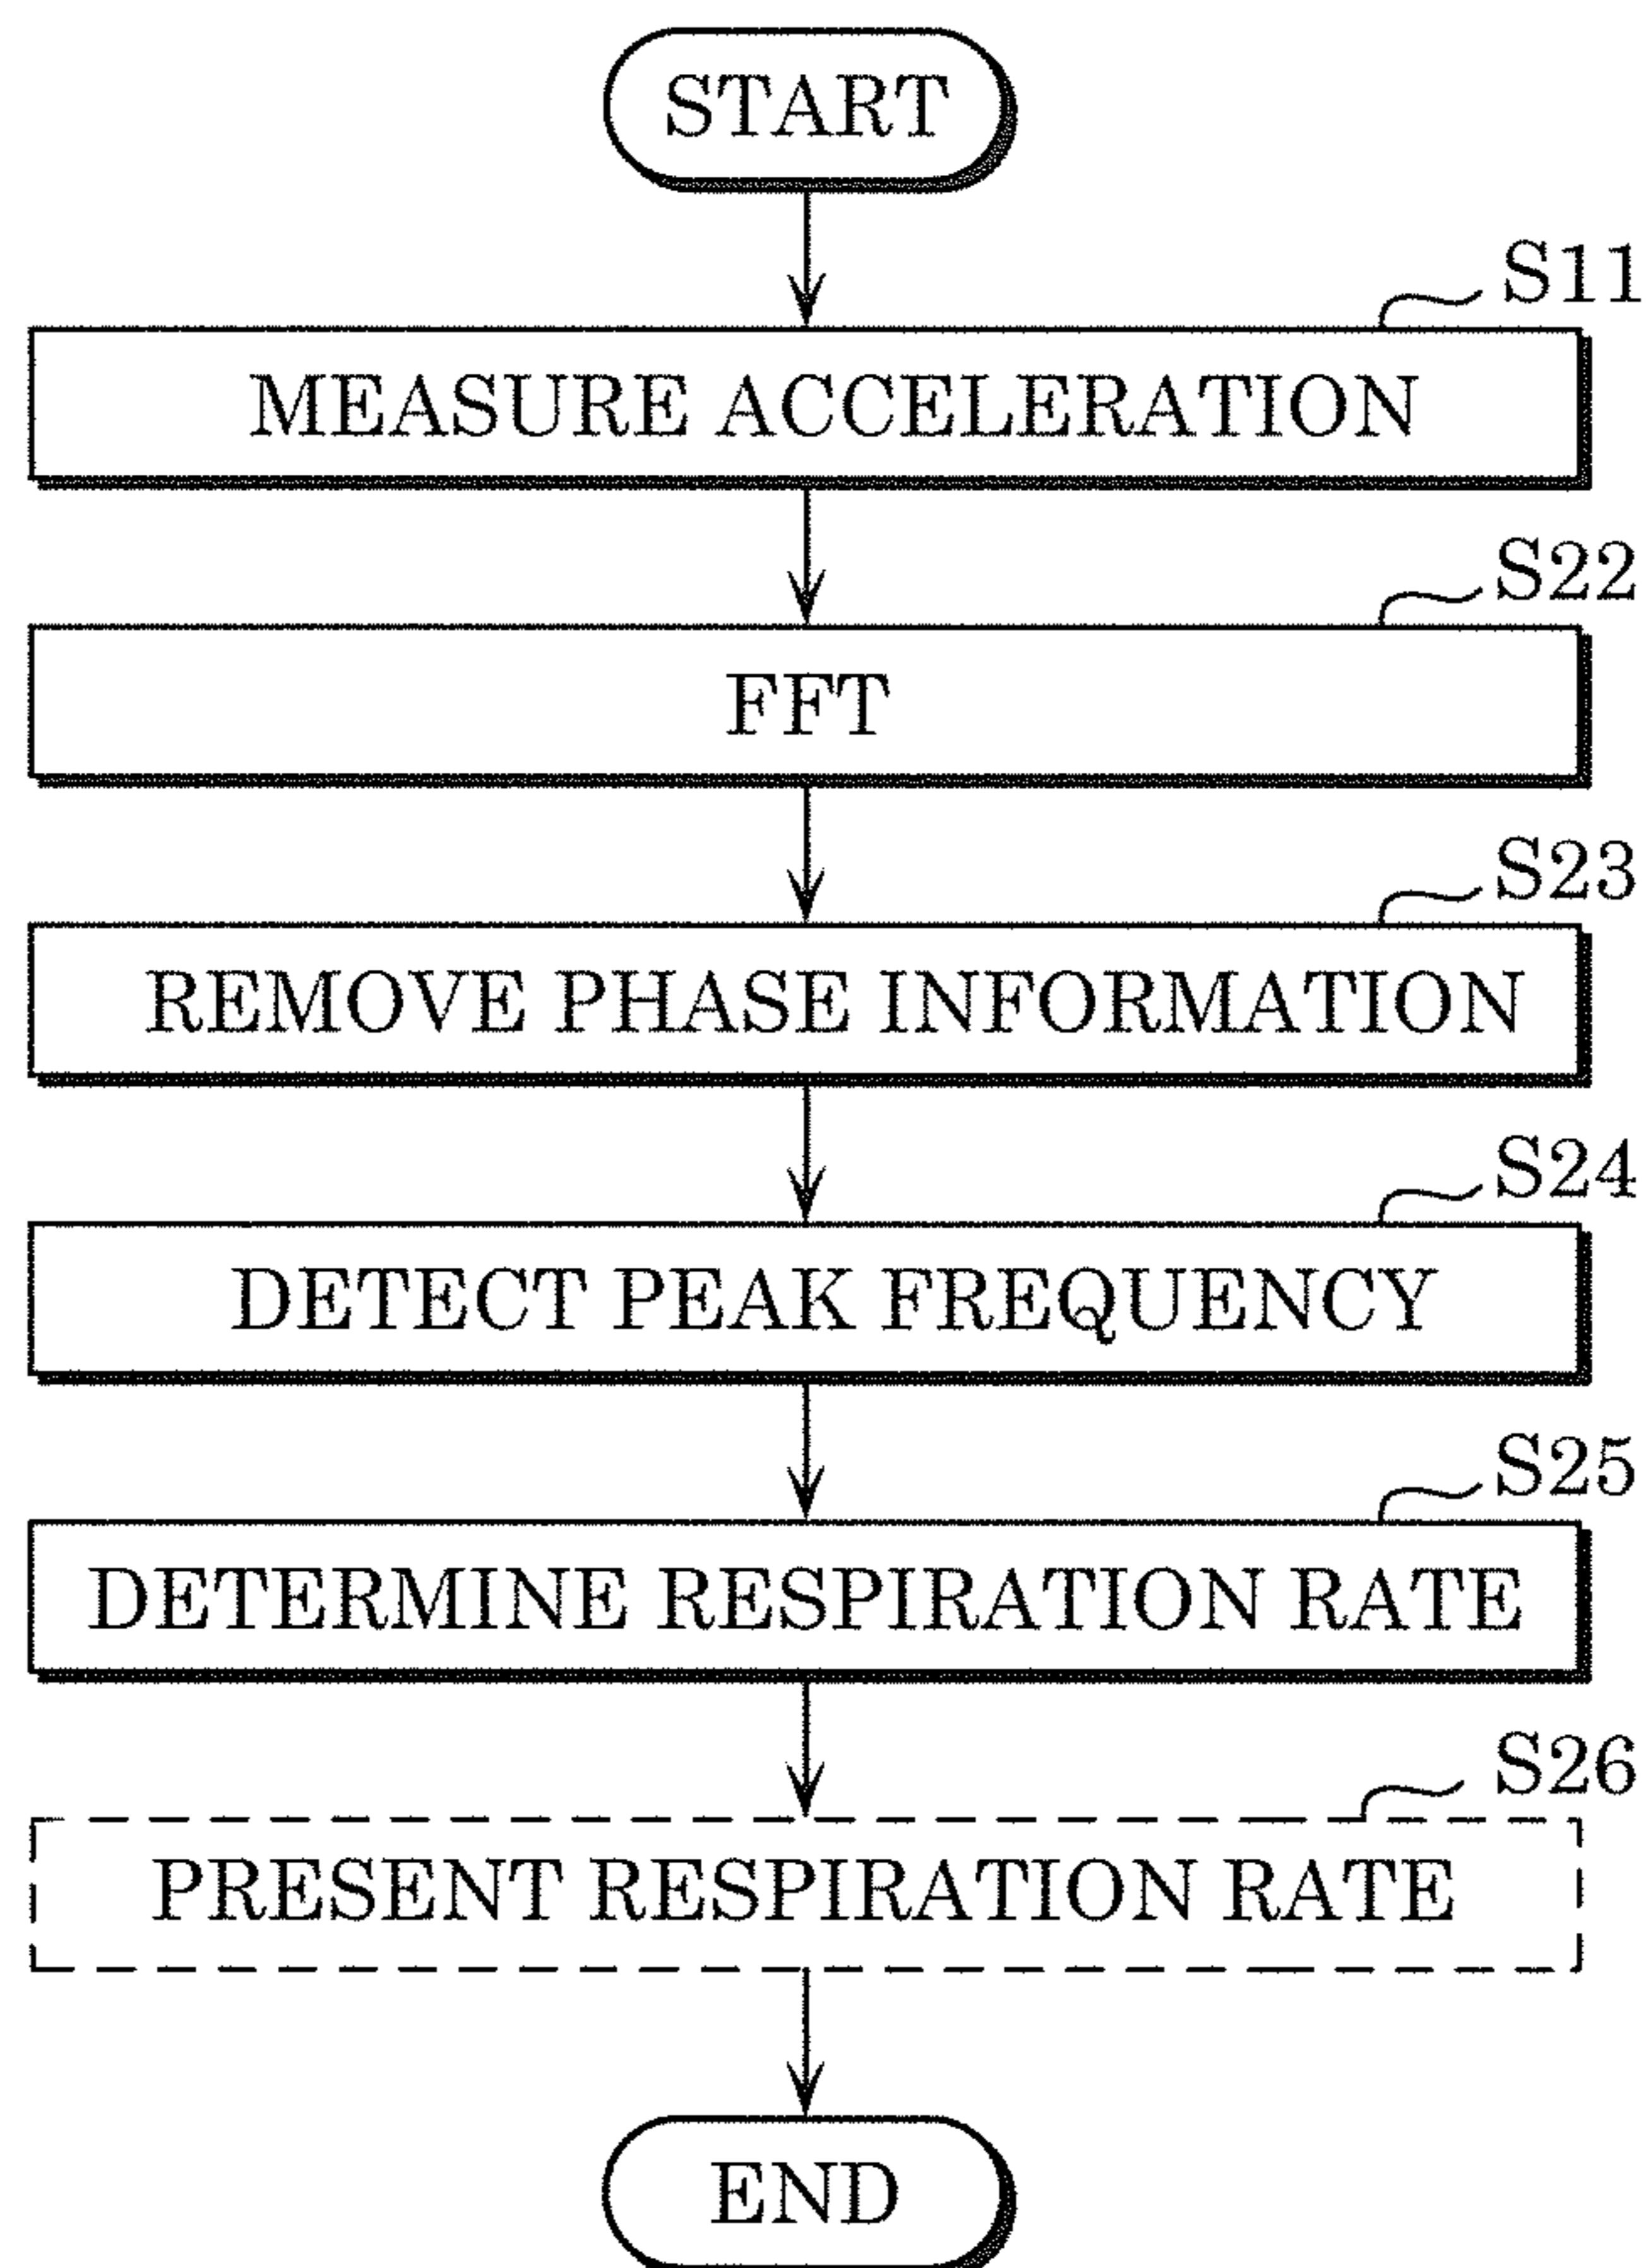 START
S11
MEASURE ACCELERATION
S22
FFT
S23
REMOVE PHASE INFORMATION
S24
DETECT PEAK FREQUENCY
S25
DETERMINE RESPIRATION RATE
S26
PRESENT RESPIRATION RATE
END